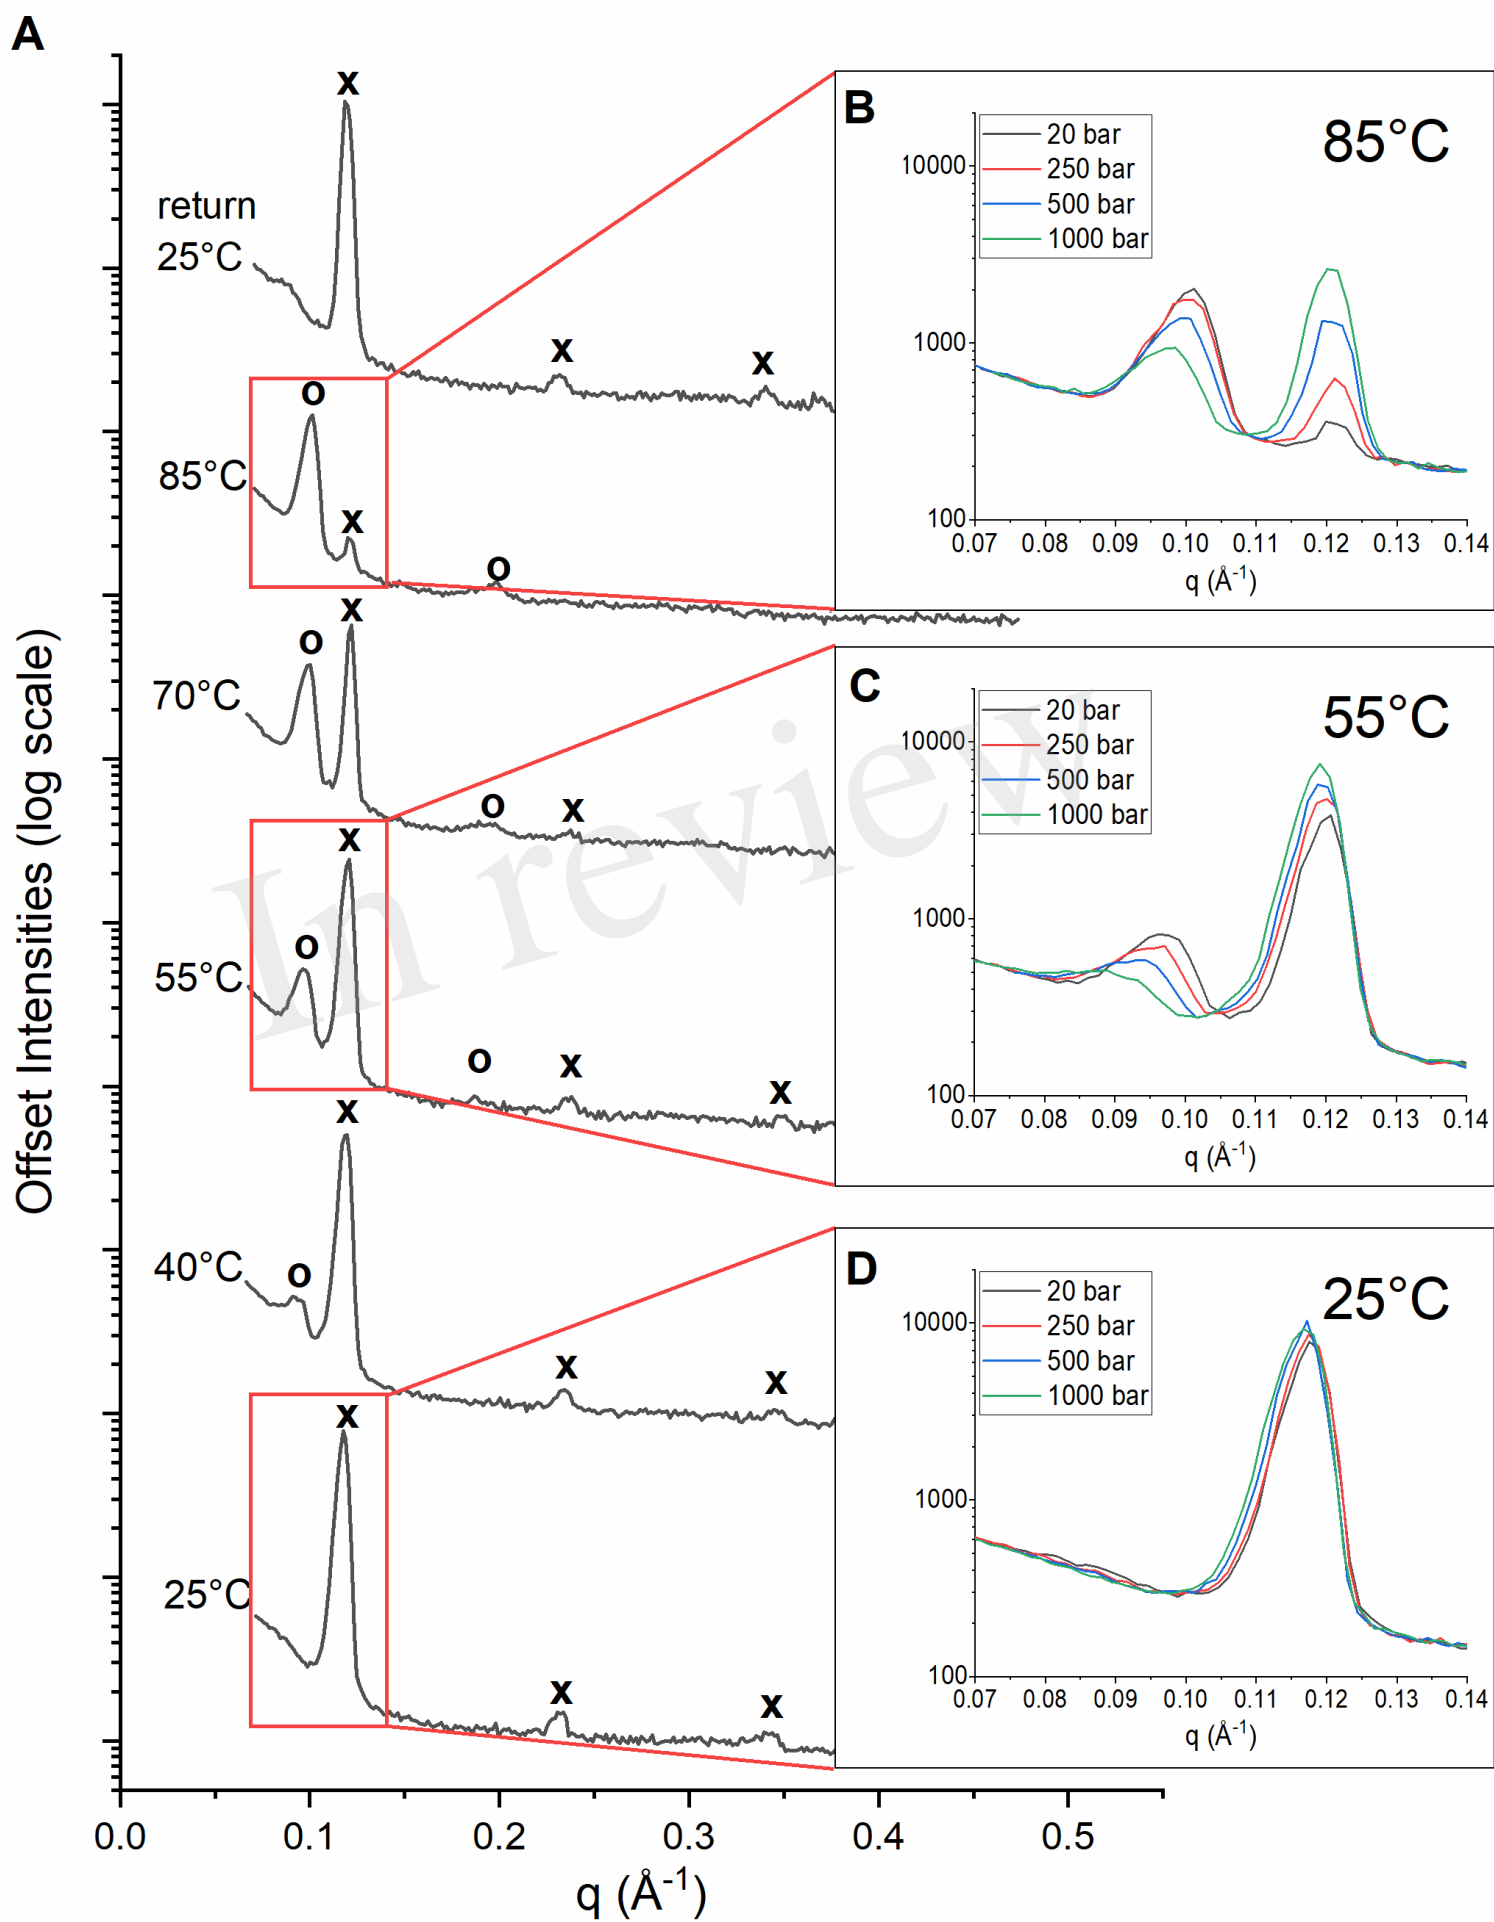 A
x
return
25°C
x
x
o
85°C
x
o
x
o
70°C
o
x
x
o
55°C
o
x
x
x
o
40°C
x
x
x
25°C
x
x
Offset Intensities (log scale)
0.0 0.1 0.2 0.3 0.4 0.5
q (Å-1)
B
20 bar
250 bar
500 bar
1000 bar
85°C
10000
1000
100
0.07 0.08 0.09 0.10 0.11 0.12 0.13 0.14
q (Å-1)
C
20 bar
250 bar
500 bar
1000 bar
55°C
10000
1000
100
0.07 0.08 0.09 0.10 0.11 0.12 0.13 0.14
q (Å-1)
D
20 bar
250 bar
500 bar
1000 bar
25°C
10000
1000
100
0.07 0.08 0.09 0.10 0.11 0.12 0.13 0.14
q (Å-1)
In review